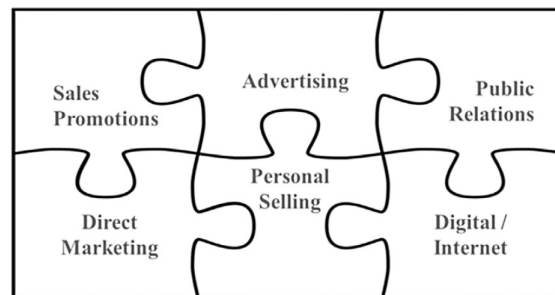 Sales
Promotions
Advertising
Public
Relations
Direct
Marketing
Personal
Selling
Digital /
Internet